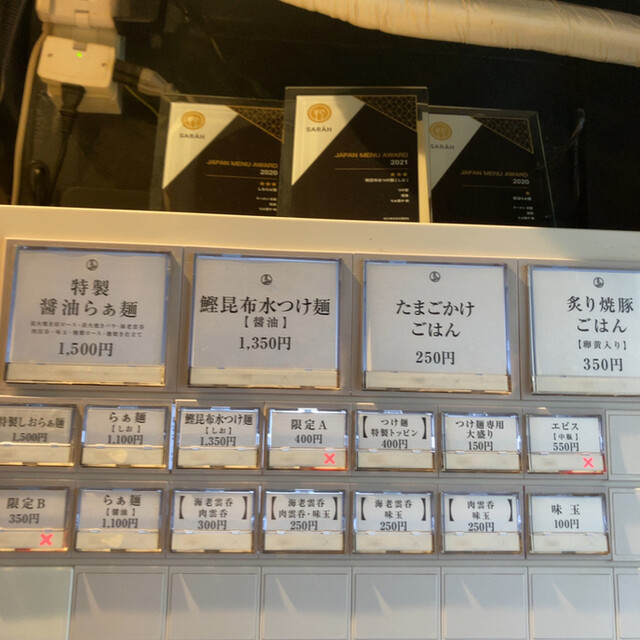 SARAH
JAPAN MENU AWARD
2020
SARAH
JAPAN MENU AWARD
2021
SARAH
JAPAN MENU AWARD
2020
特製
醤油らぁ麺
1,500円
鰹昆布水つけ麺
【醤油】
1,350円
たまごかけ
ごはん
250円
炙り焼豚
ごはん
【卵黄入り】
350円
特製しおらぁ麺
1,500円
らぁ麺
【しお】
1,100円
鰹昆布水つけ麺
【しお】
1,350円
限定A
400円
つけ麺
特製トッピン
400円
つけ麺専用
大盛り
150円
エビス
【中瓶】
550円
限定B
350円
らぁ麺
【醤油】
1,100円
海老雲呑
肉雲呑
300円
海老雲呑
肉雲呑・味玉
250円
海老雲呑
味玉
250円
肉雲呑
味玉
250円
味玉
100円